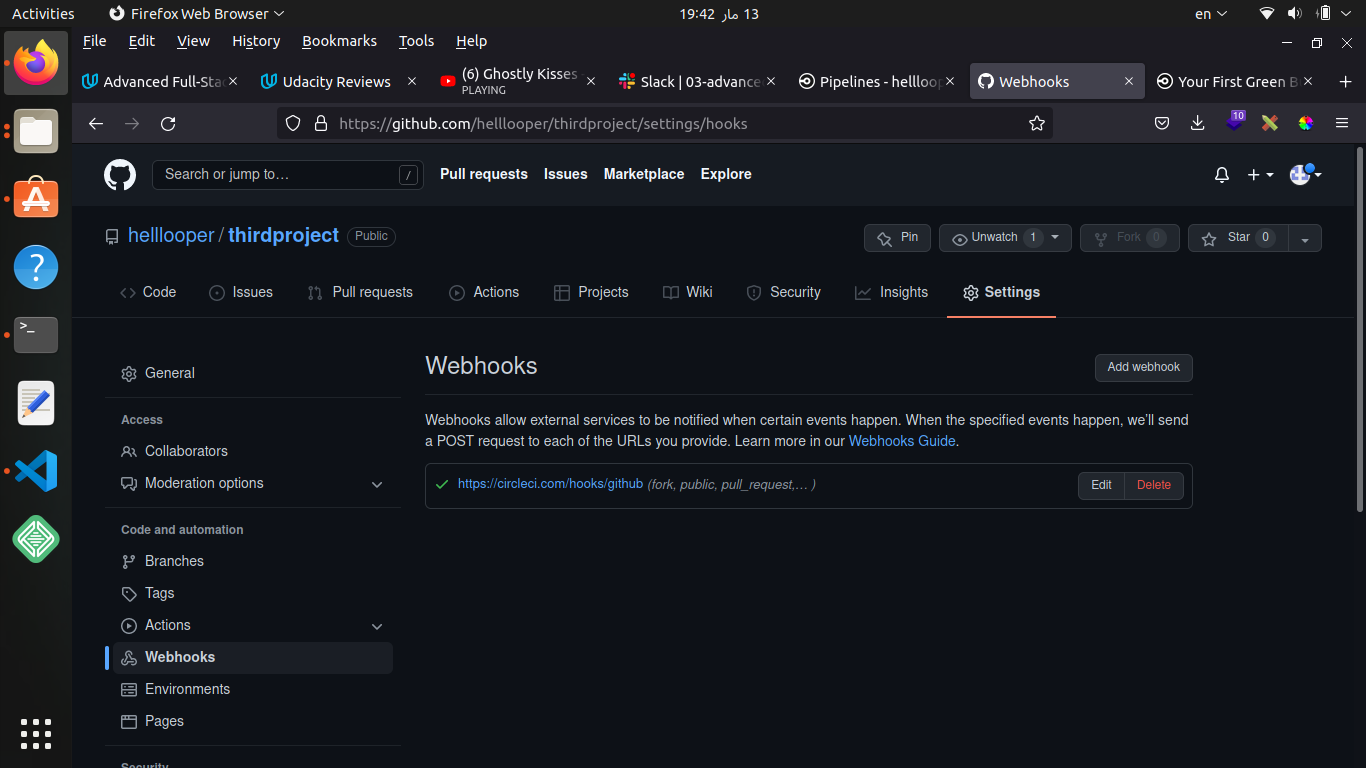 Activities
Firefox Web Browser
19:42 13 مار
en
File Edit View History Bookmarks Tools Help
Advanced Full-Sta
Udacity Reviews
(6) Ghostly Kisses -
PLAYING
Slack | 03-advance
Pipelines - hellloop
Webhooks
Your First Green B
https://github.com/helllooper/thirdproject/settings/hooks
10
Search or jump to… /
Pull requests Issues Marketplace Explore
helllooper / thirdproject Public
Pin
Unwatch 1
Fork 0
Star 0
Code Issues Pull requests Actions Projects Wiki Security Insights Settings
General
Access
Collaborators
Moderation options
Code and automation
Branches
Tags
Actions
Webhooks
Environments
Pages
Security
Webhooks
Add webhook
Webhooks allow external services to be notified when certain events happen. When the specified events happen, we’ll send
a POST request to each of the URLs you provide. Learn more in our Webhooks Guide.
https://circleci.com/hooks/github (fork, public, pull_request,… )
Edit Delete